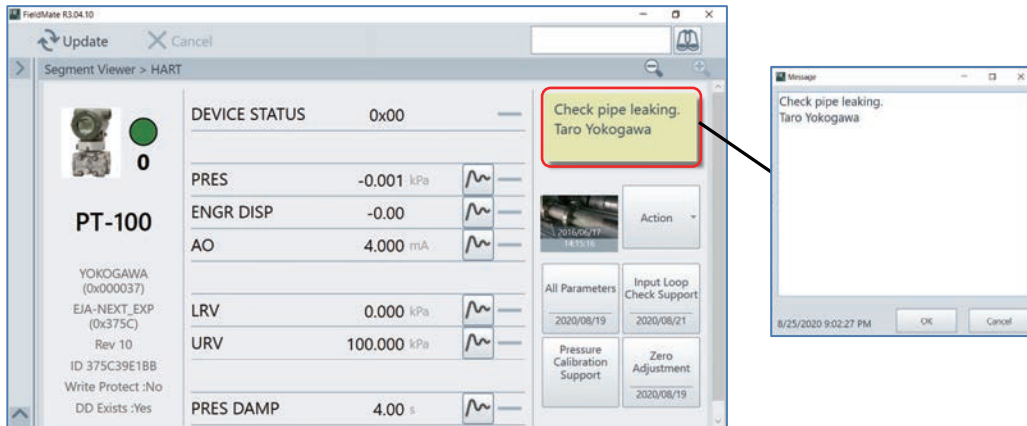 FieldMate R3.04.10
Update
Cancel
Segment Viewer > HART
0
PT-100
YOKOGAWA
(0x000037)
EJA-NEXT_EXP
(0x375C)
Rev 10
ID 375C39E1BB
Write Protect :No
DD Exists :Yes
DEVICE STATUS 0x00
PRES -0.001 kPa
ENGR DISP -0.00
AO 4.000 mA
LRV 0.000 kPa
URV 100.000 kPa
PRES DAMP 4.00 s
Check pipe leaking.
Taro Yokogawa
2016/06/17
14:15:16
Action
All Parameters
2020/08/19
Input Loop
Check Support
2020/08/21
Pressure
Calibration
Support
Zero
Adjustment
2020/08/19
Message
Check pipe leaking.
Taro Yokogawa
8/25/2020 9:02:27 PM
OK
Cancel